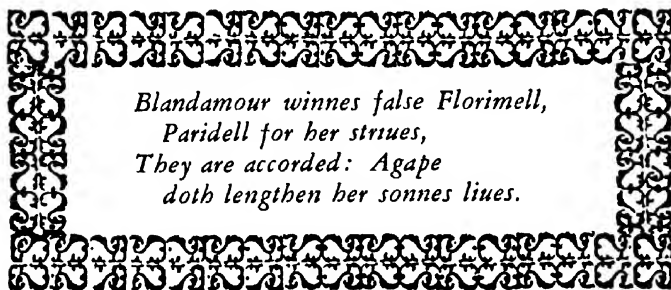 Blandamour winnes false Florimell,
Paridell for her striues,
They are accorded: Agape
doth lengthen her sonnes liues.